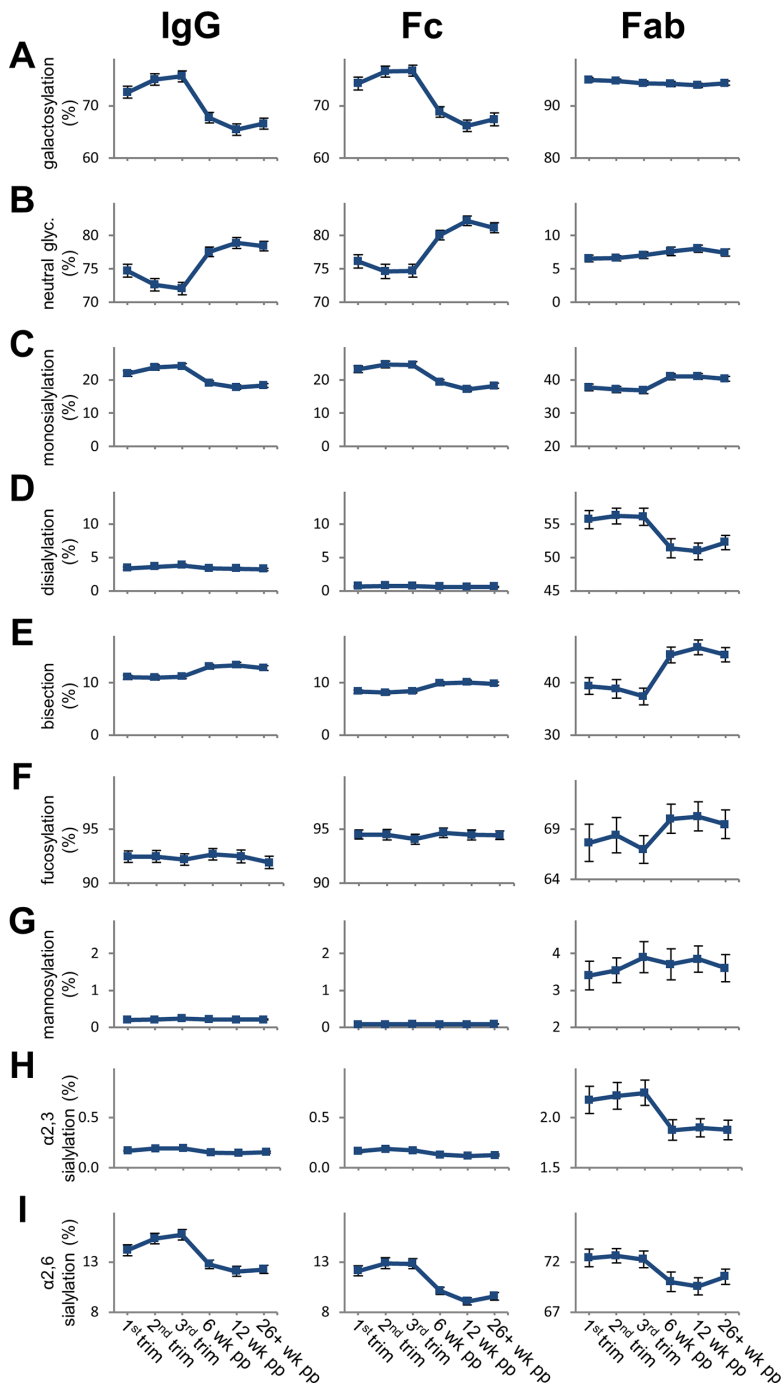 IgG Fc Fab
A
galactosylation
(%)
70
60
70
60
90
80
B
neutral glyc.
(%)
80
75
70
80
75
70
10
5
0
C
monosialylation
(%)
20
10
0
20
10
0
40
30
20
D
disialylation
(%)
10
5
0
10
5
0
55
50
45
E
bisection
(%)
10
0
10
0
40
30
F
fucosylation
(%)
95
90
95
90
69
64
G
mannosylation
(%)
2
1
0
2
1
0
4
3
2
H
α2,3
sialylation (%)
0.5
0.0
0.5
0.0
2.0
1.5
I
α2,6
sialylation (%)
13
8
13
8
72
67
1st trim
2nd trim
3rd trim
6 wk pp
12 wk pp
26+ wk pp
1st trim
2nd trim
3rd trim
6 wk pp
12 wk pp
26+ wk pp
1st trim
2nd trim
3rd trim
6 wk pp
12 wk pp
26+ wk pp